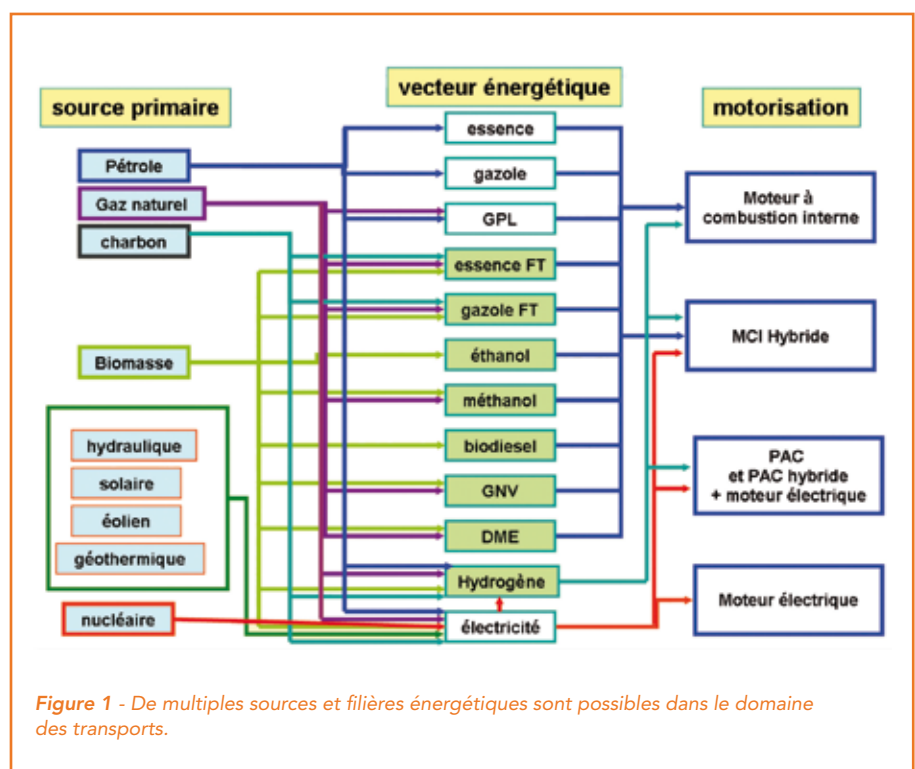 source primaire
vecteur énergétique
motorisation
Pétrole
Gaz naturel
charbon
Biomasse
hydraulique
solaire
éolien
géothermique
nucléaire
essence
gazole
GPL
essence FT
gazole FT
éthanol
méthanol
biodiesel
GNV
DME
Hydrogène
électricité
Moteur à
combustion interne
MCI Hybride
PAC
et PAC hybride
+ moteur électrique
Moteur électrique
Figure 1 - De multiples sources et filières énergétiques sont possibles dans le domaine
des transports.